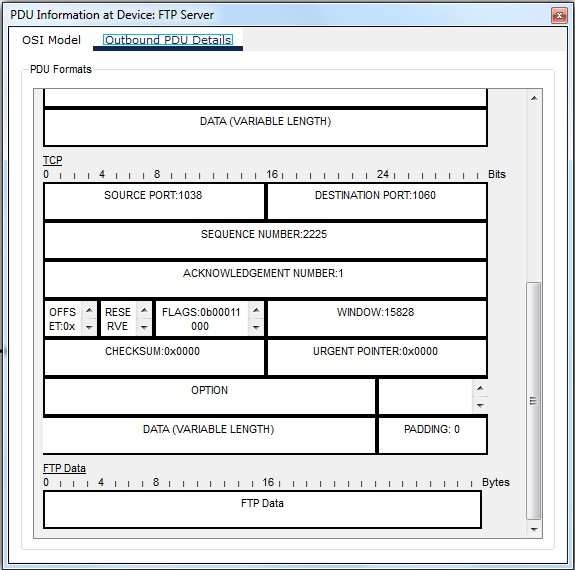 PDU Information at Device: FTP Server
OSI Model Outbound PDU Details
PDU Formats
DATA (VARIABLE LENGTH)
TCP
0 4 8 16 24 Bits
SOURCE PORT:1038 DESTINATION PORT:1060
SEQUENCE NUMBER:2225
ACKNOWLEDGEMENT NUMBER:1
OFFS RESE FLAGS:0b00011 WINDOW:15828
ET:0x RVE 000
CHECKSUM:0x0000 URGENT POINTER:0x0000
OPTION
DATA (VARIABLE LENGTH) PADDING: 0
FTP Data
0 4 8 16 Bytes
FTP Data